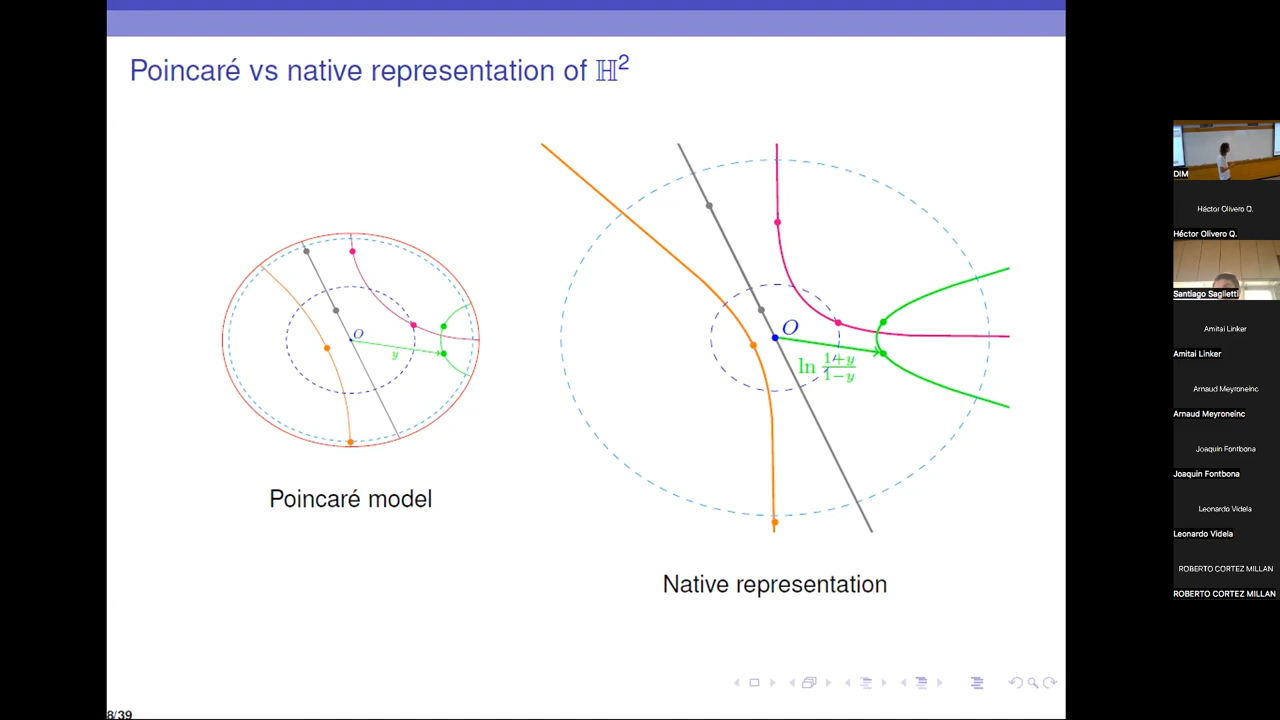 Poincaré vs native representation of ℍ²
O
y
Poincaré model
O
ln 1+y/1−y
Native representation
8/39
DIM
Héctor Olivero Q.
Héctor Olivero Q.
Santiago Saglietti
Amitai Linker
Amitai Linker
Arnaud Meyroneinc
Arnaud Meyroneinc
Joaquin Fontbona
Joaquin Fontbona
Leonardo Videla
Leonardo Videla
ROBERTO CORTEZ MILLAN
ROBERTO CORTEZ MILLAN